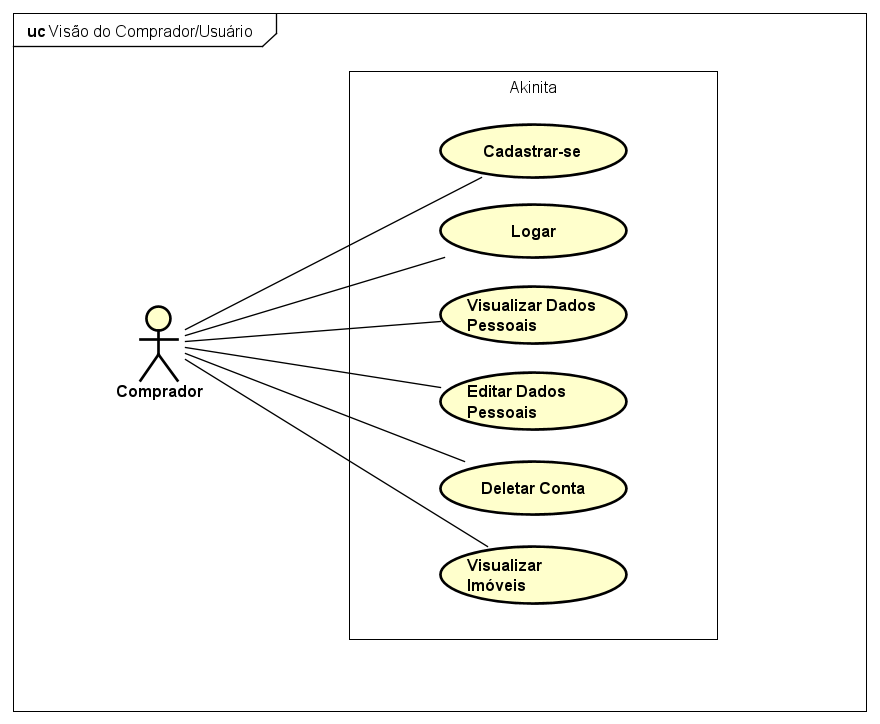 uc Visão do Comprador/Usuário
Akinita
Cadastrar-se
Logar
Visualizar Dados
Pessoais
Editar Dados
Pessoais
Comprador
Deletar Conta
Visualizar
Imóveis